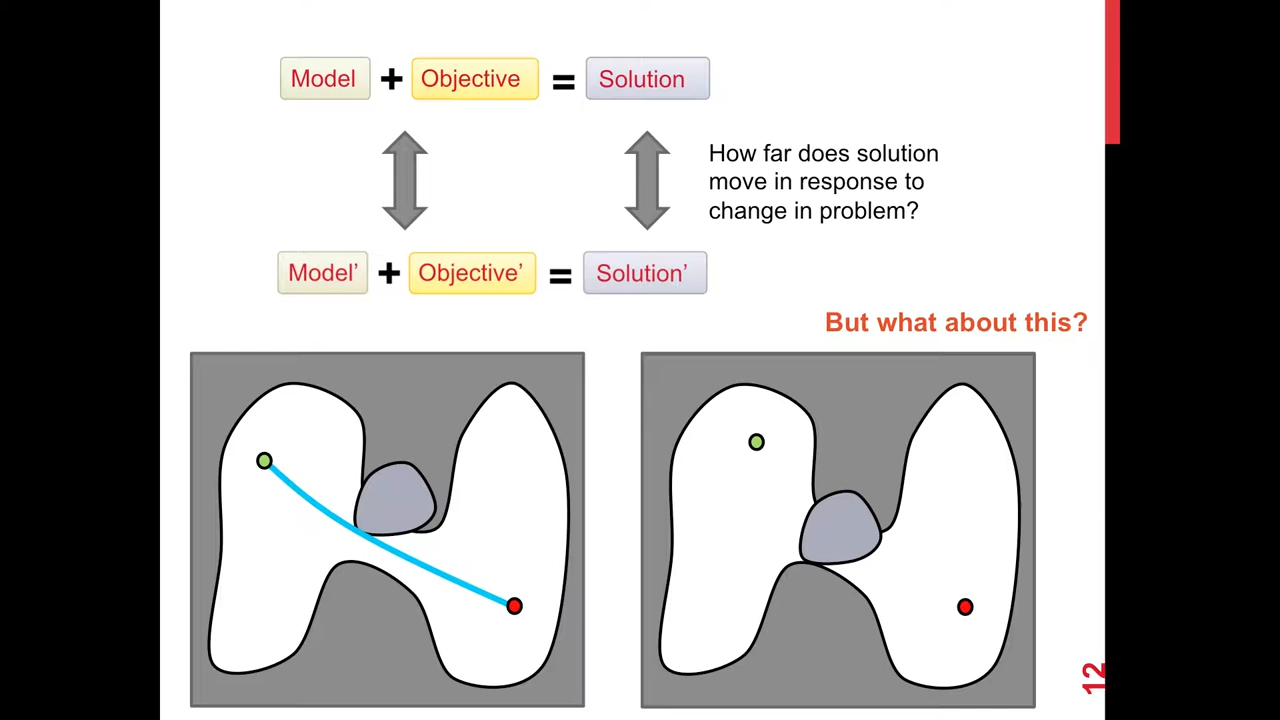 Model + Objective = Solution
How far does solution
move in response to
change in problem?
Model’ + Objective’ = Solution’
But what about this?
12